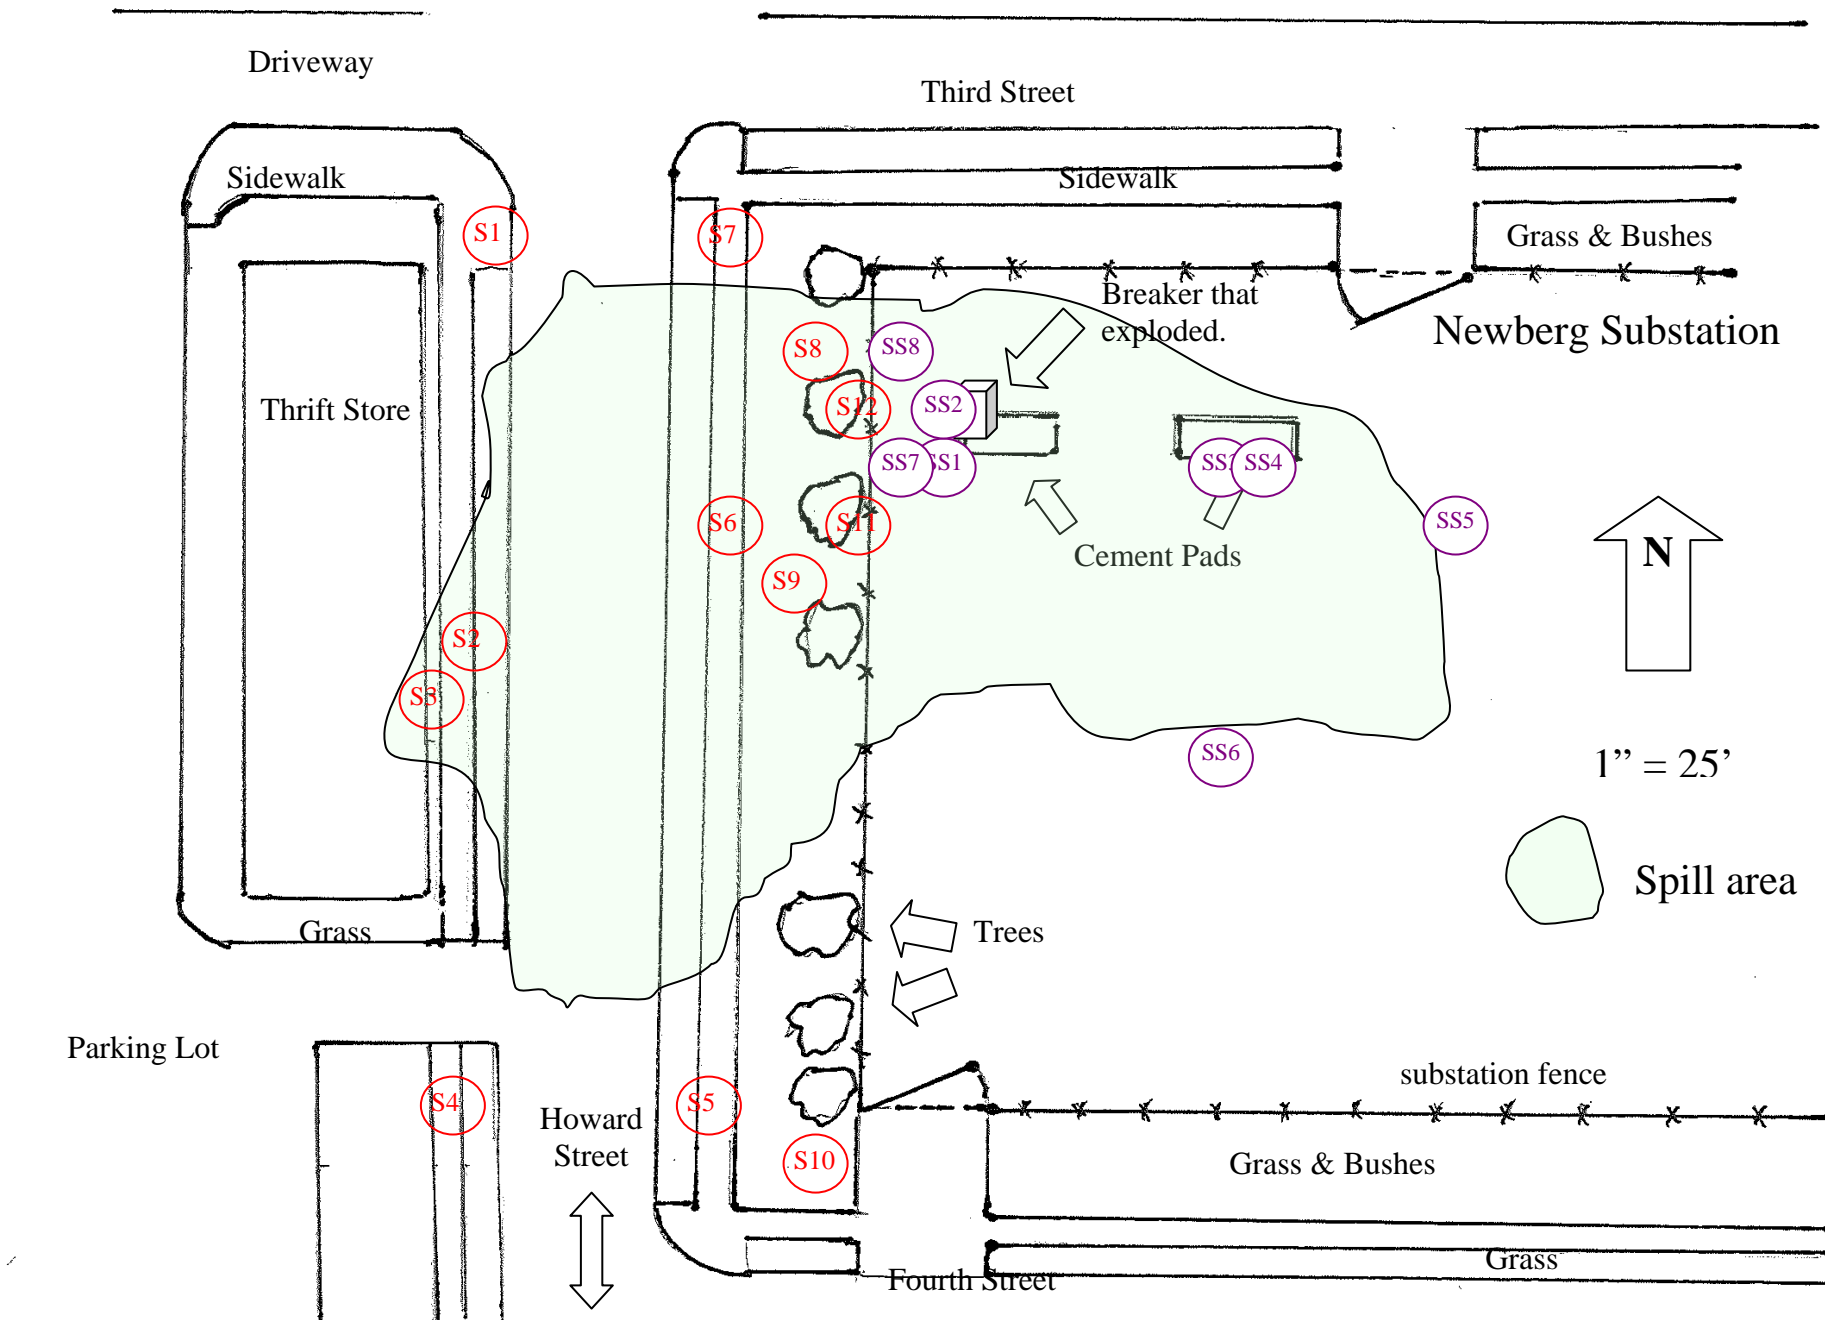 Driveway
Third Street
Sidewalk
Sidewalk
S1
S7
Grass & Bushes
Breaker that
exploded.
Newberg Substation
S8
SS8
Thrift Store
S12
SS2
SS7
SS1
SS3
SS4
S6
S11
SS5
N
Cement Pads
S9
S2
S3
SS6
1” = 25’
Spill area
Grass
Trees
Parking Lot
substation fence
S4
S5
Howard
Street
S10
Grass & Bushes
Grass
Fourth Street